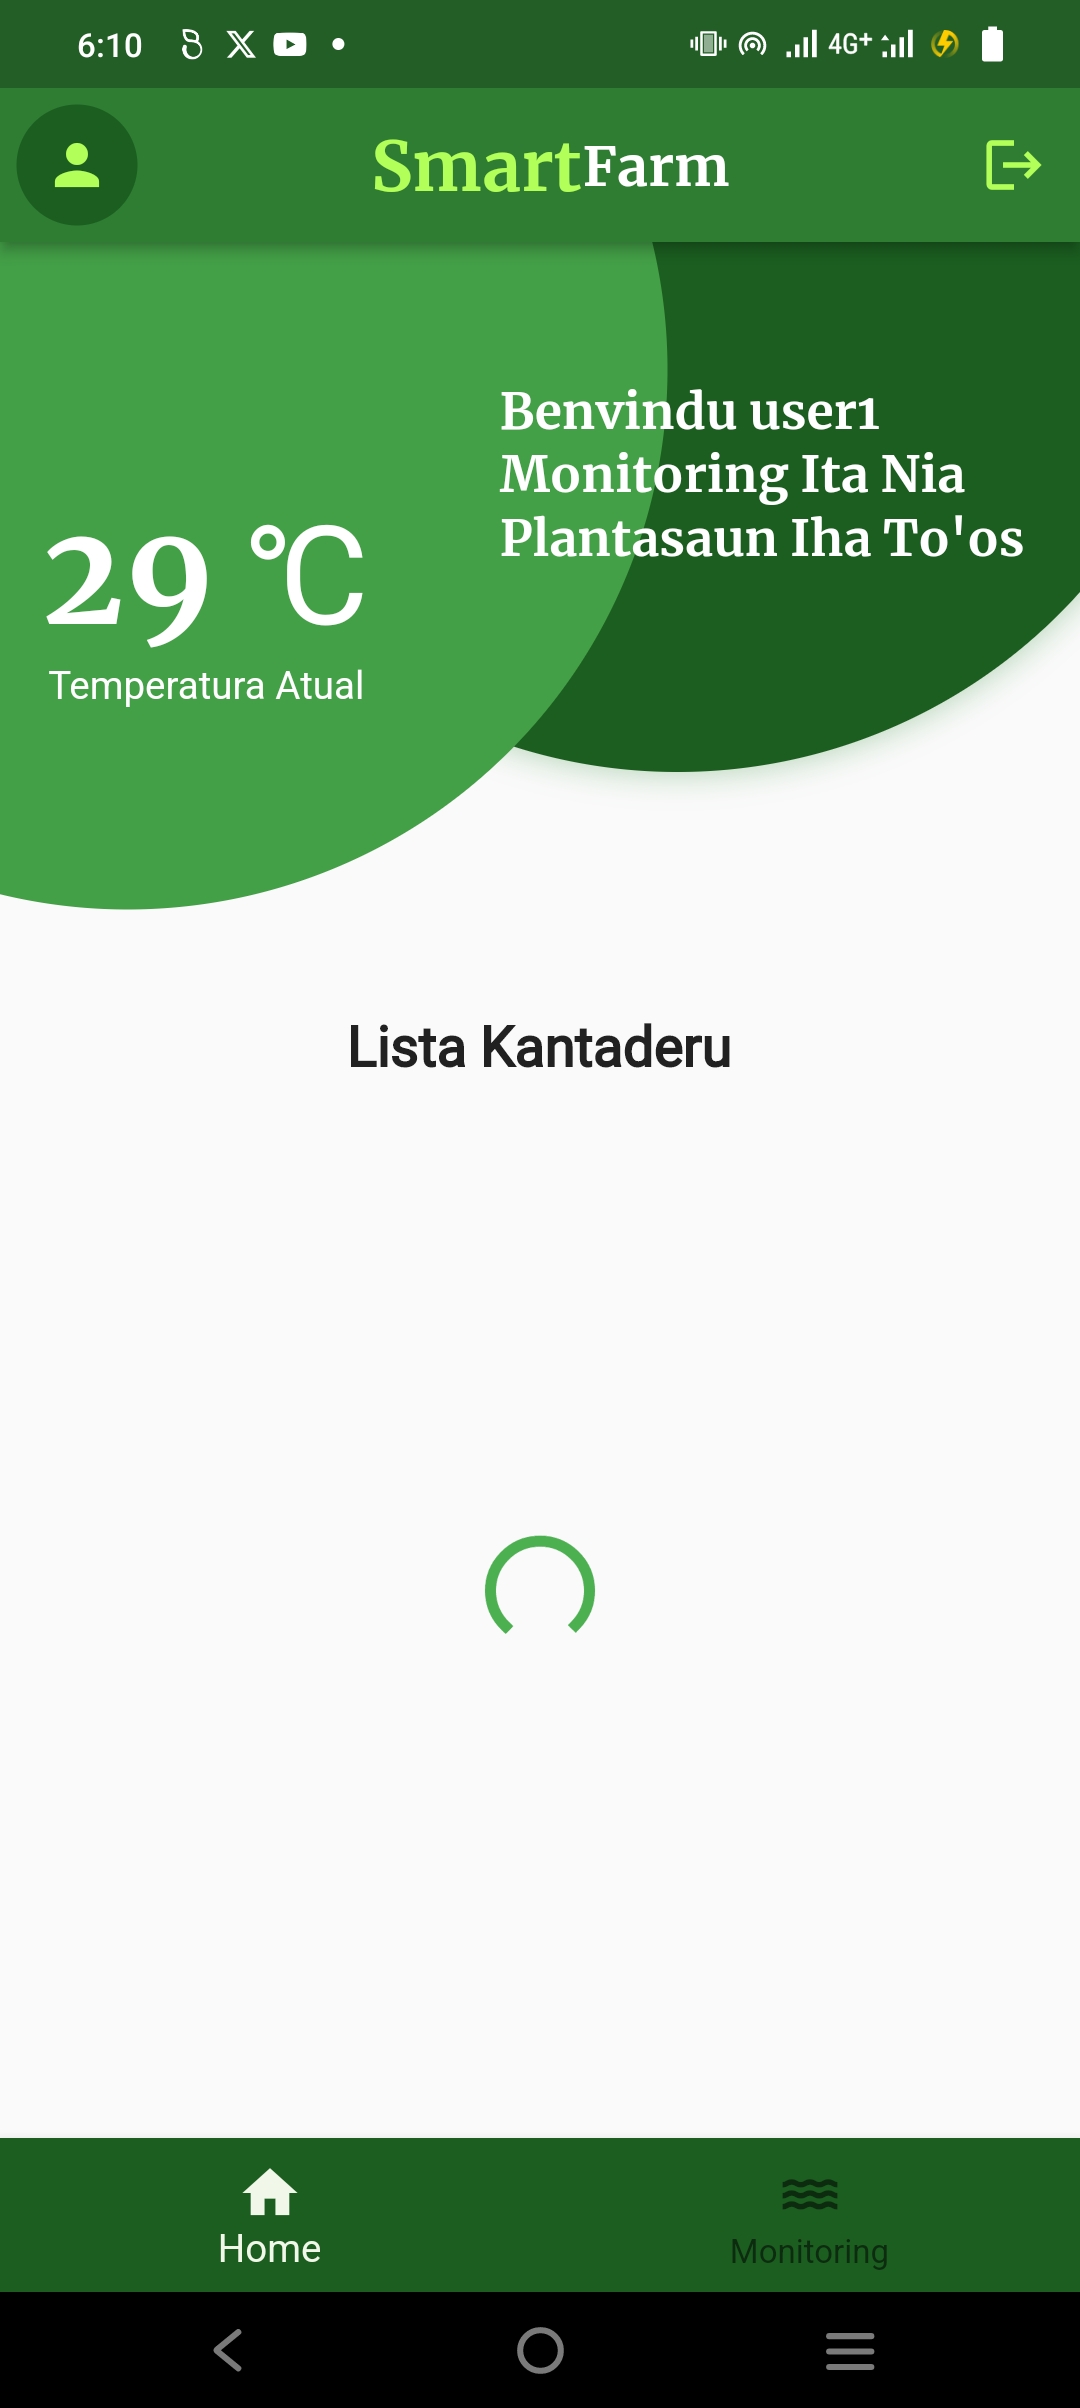 6:10
4G+
SmartFarm
Benvindu user1
Monitoring Ita Nia
Plantasaun Iha To'os
29 °C
Temperatura Atual
Lista Kantaderu
Home
Monitoring